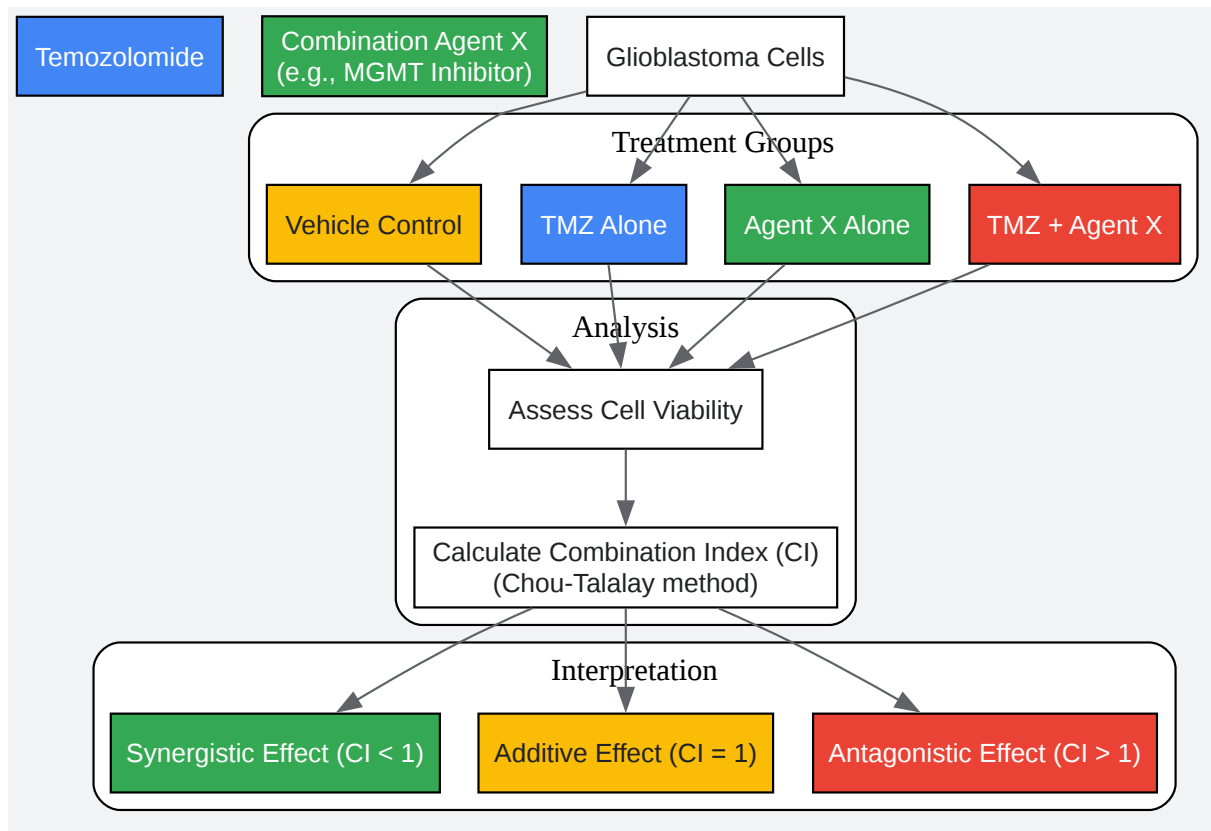 Temozolomide
Combination Agent X
(e.g., MGMT Inhibitor)
Glioblastoma Cells
Treatment Groups
Vehicle Control
TMZ Alone
Agent X Alone
TMZ + Agent X
Analysis
Assess Cell Viability
Calculate Combination Index (CI)
(Chou-Talalay method)
Interpretation
Synergistic Effect (CI < 1)
Additive Effect (CI = 1)
Antagonistic Effect (CI > 1)